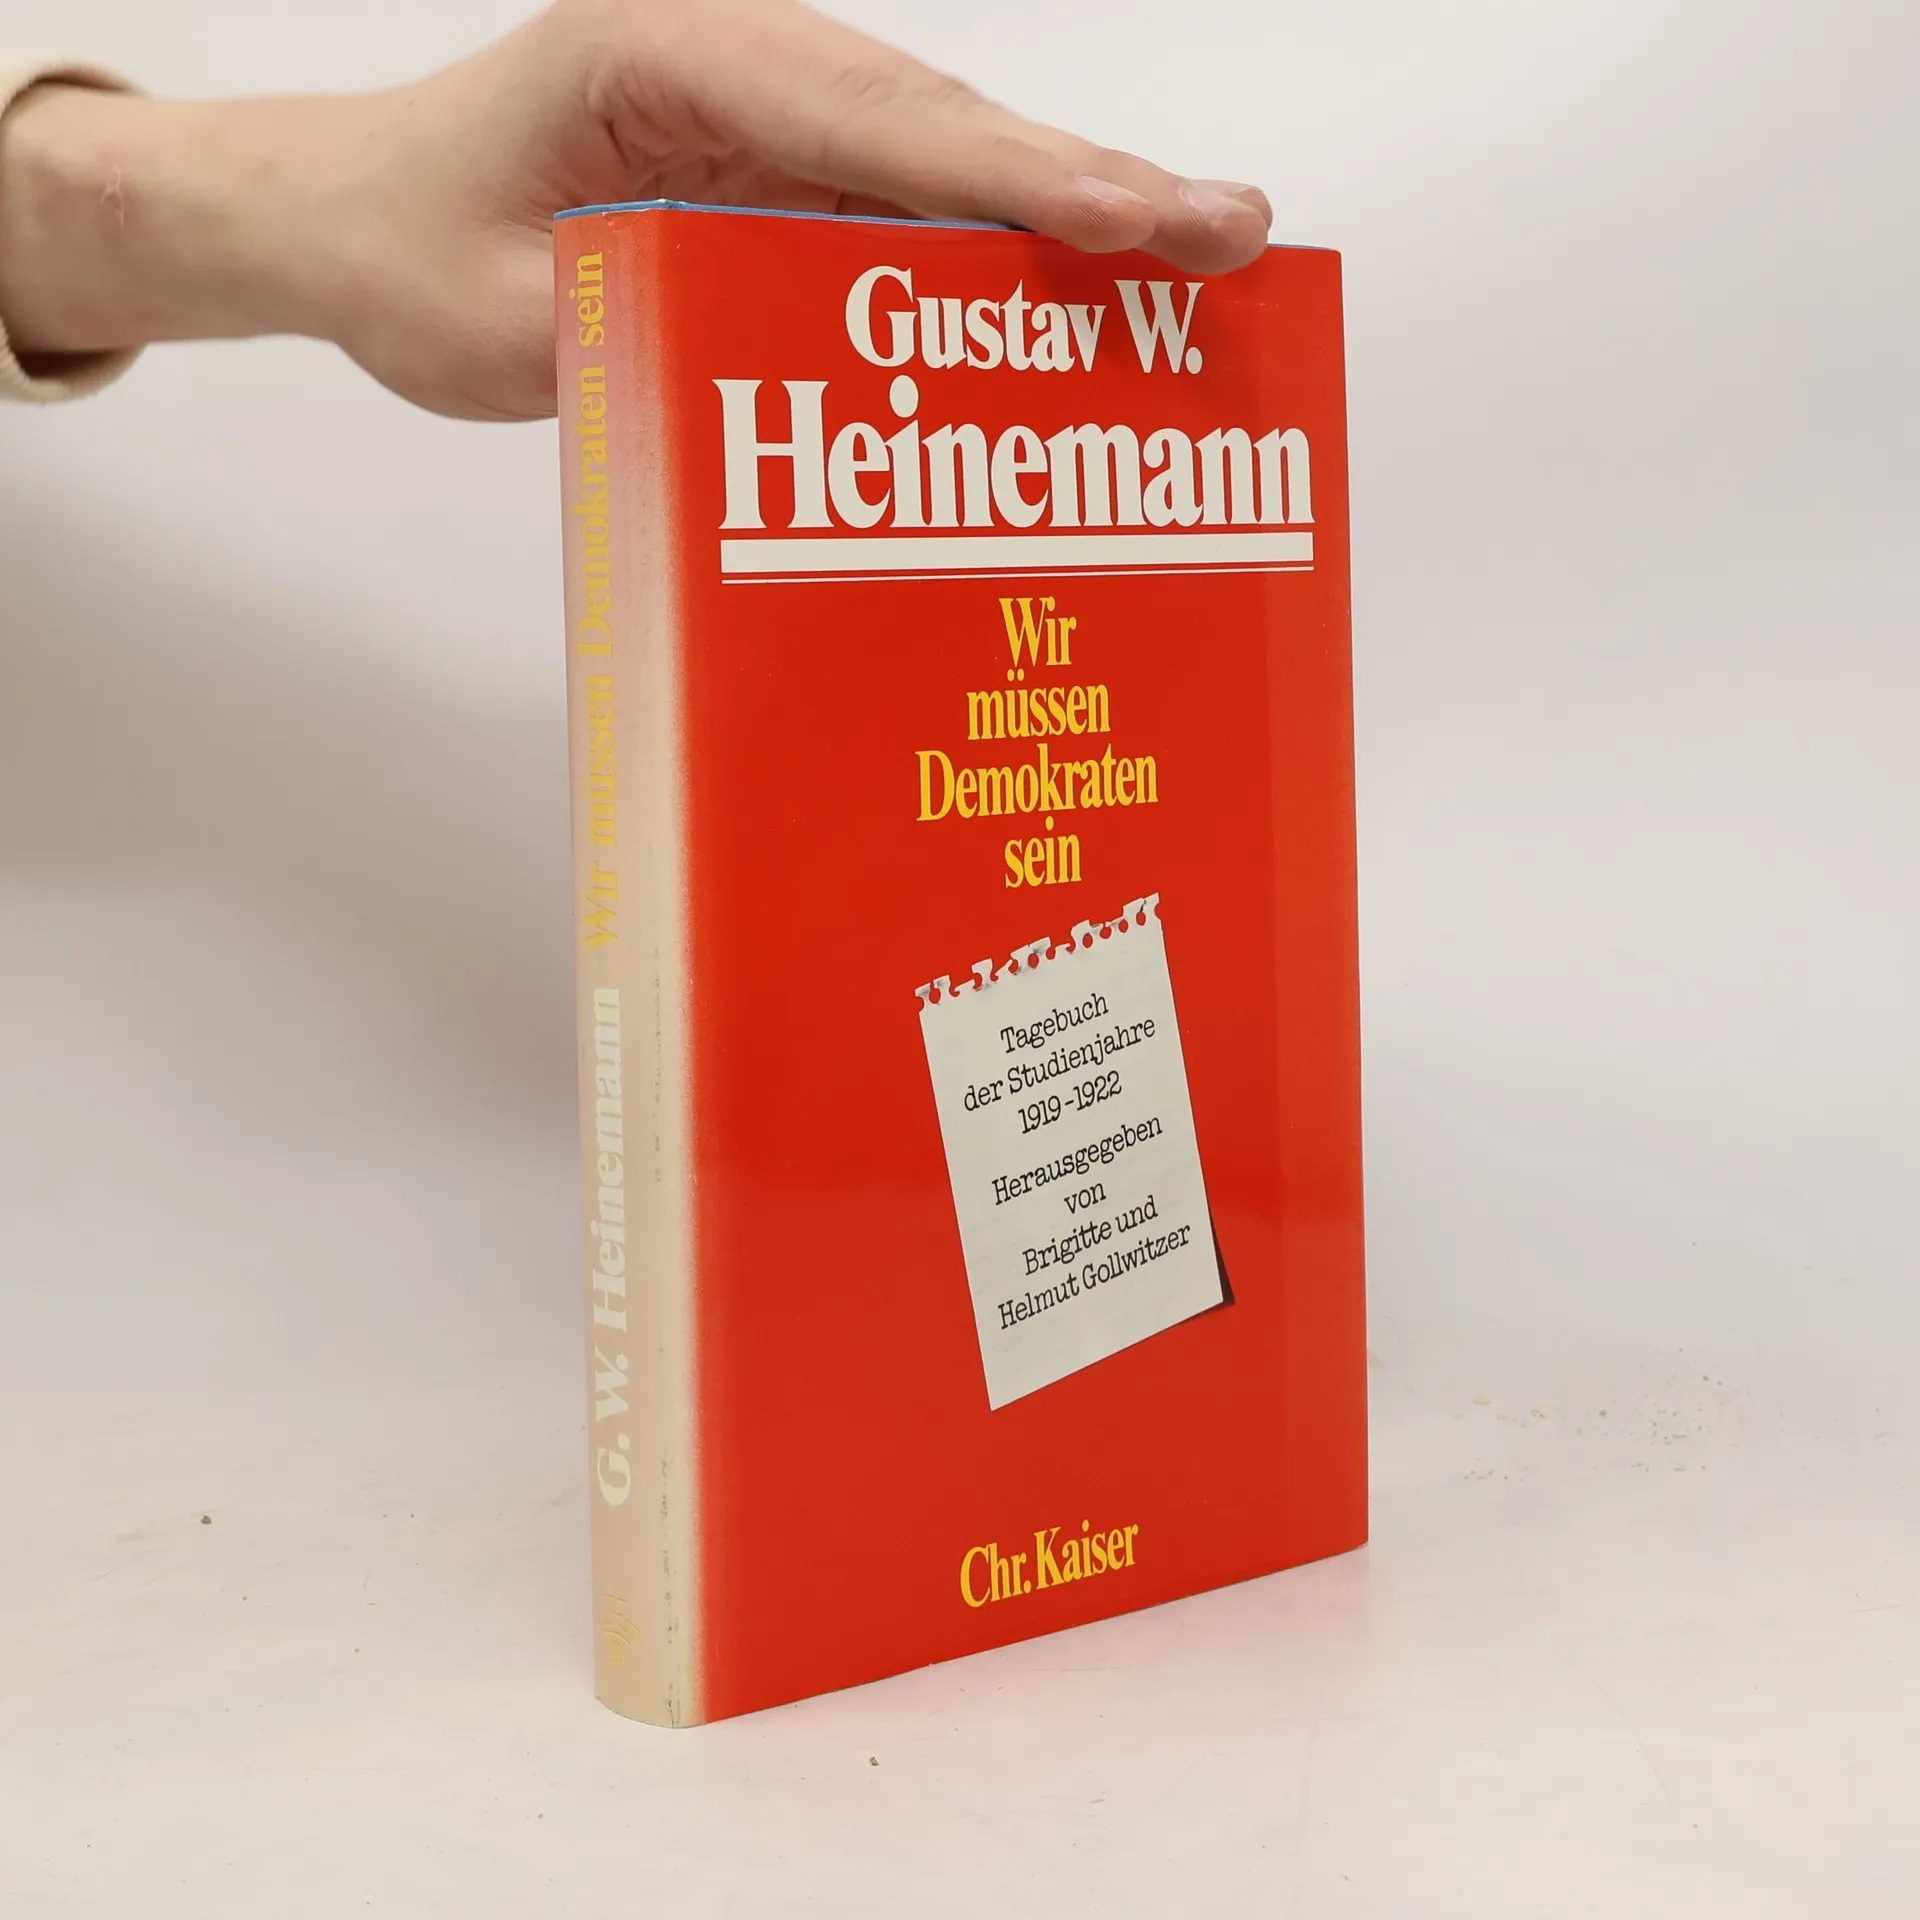 Gustav W.
Heinemann
Wir
müssen
Demokraten
sein
Tagebuch
der Studienjahre
1919-1922
Herausgegeben
von
Brigitte und
Helmut Gollwitzer
Chr. Kaiser
G. W. Heinemann Wir müssen Demokraten sein